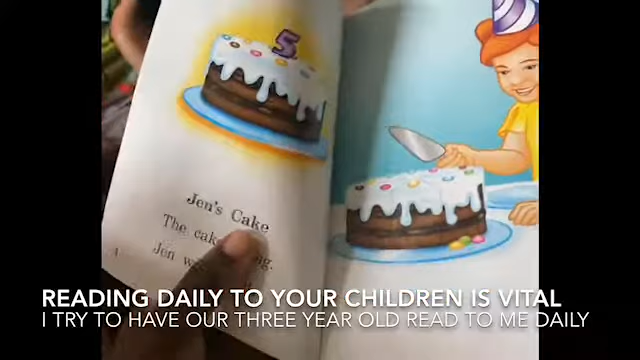 5
Jen's Cake
The
Jen
READING DAILY TO YOUR CHILDREN IS VITAL
I TRY TO HAVE OUR THREE YEAR OLD READ TO ME DAILY